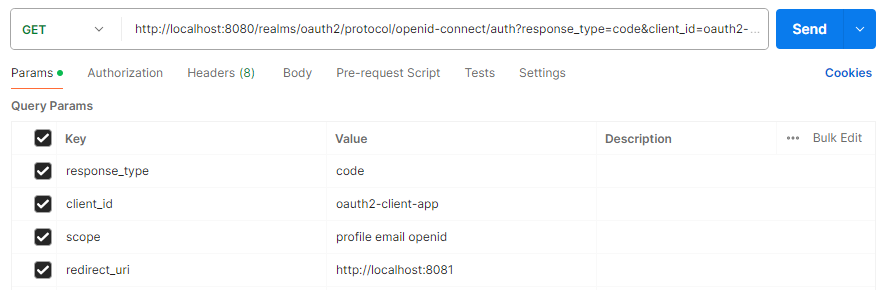 GET http://localhost:8080/realms/oauth2/protocol/openid-connect/auth?response_type=code&client_id=oauth2-... Send
Params Authorization Headers (8) Body Pre-request Script Tests Settings Cookies
Query Params
Key Value Description ••• Bulk Edit
response_type code
client_id oauth2-client-app
scope profile email openid
redirect_uri http://localhost:8081